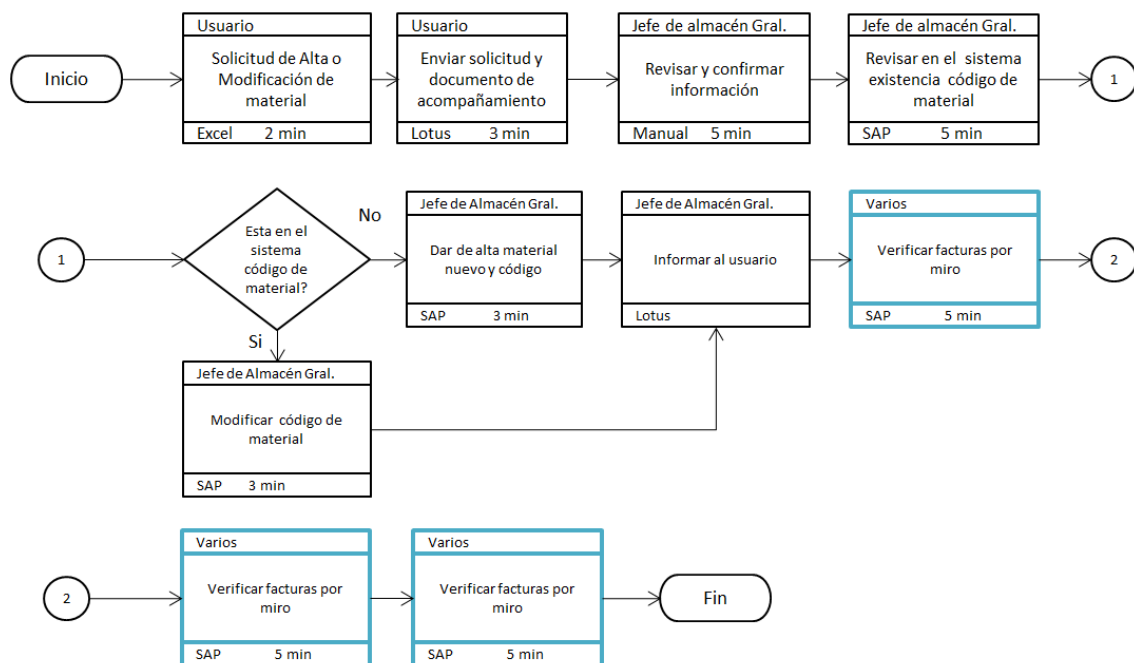 Inicio
Usuario
Solicitud de Alta o
Modificación de
material
Excel 2 min
Usuario
Enviar solicitud y
documento de
acompañamiento
Lotus 3 min
Jefe de almacén Gral.
Revisar y confirmar
información
Manual 5 min
Jefe de almacén Gral.
Revisar en el sistema
existencia código de
material
SAP 5 min
1
1
Esta en el
sistema
código de
material?
No
Si
Jefe de Almacén Gral.
Dar de alta material
nuevo y código
SAP 3 min
Jefe de Almacén Gral.
Informar al usuario
Lotus
Varios
Verificar facturas por
miro
SAP 5 min
2
Jefe de Almacén Gral.
Modificar código de
material
SAP 3 min
2
Varios
Verificar facturas por
miro
SAP 5 min
Varios
Verificar facturas por
miro
SAP 5 min
Fin